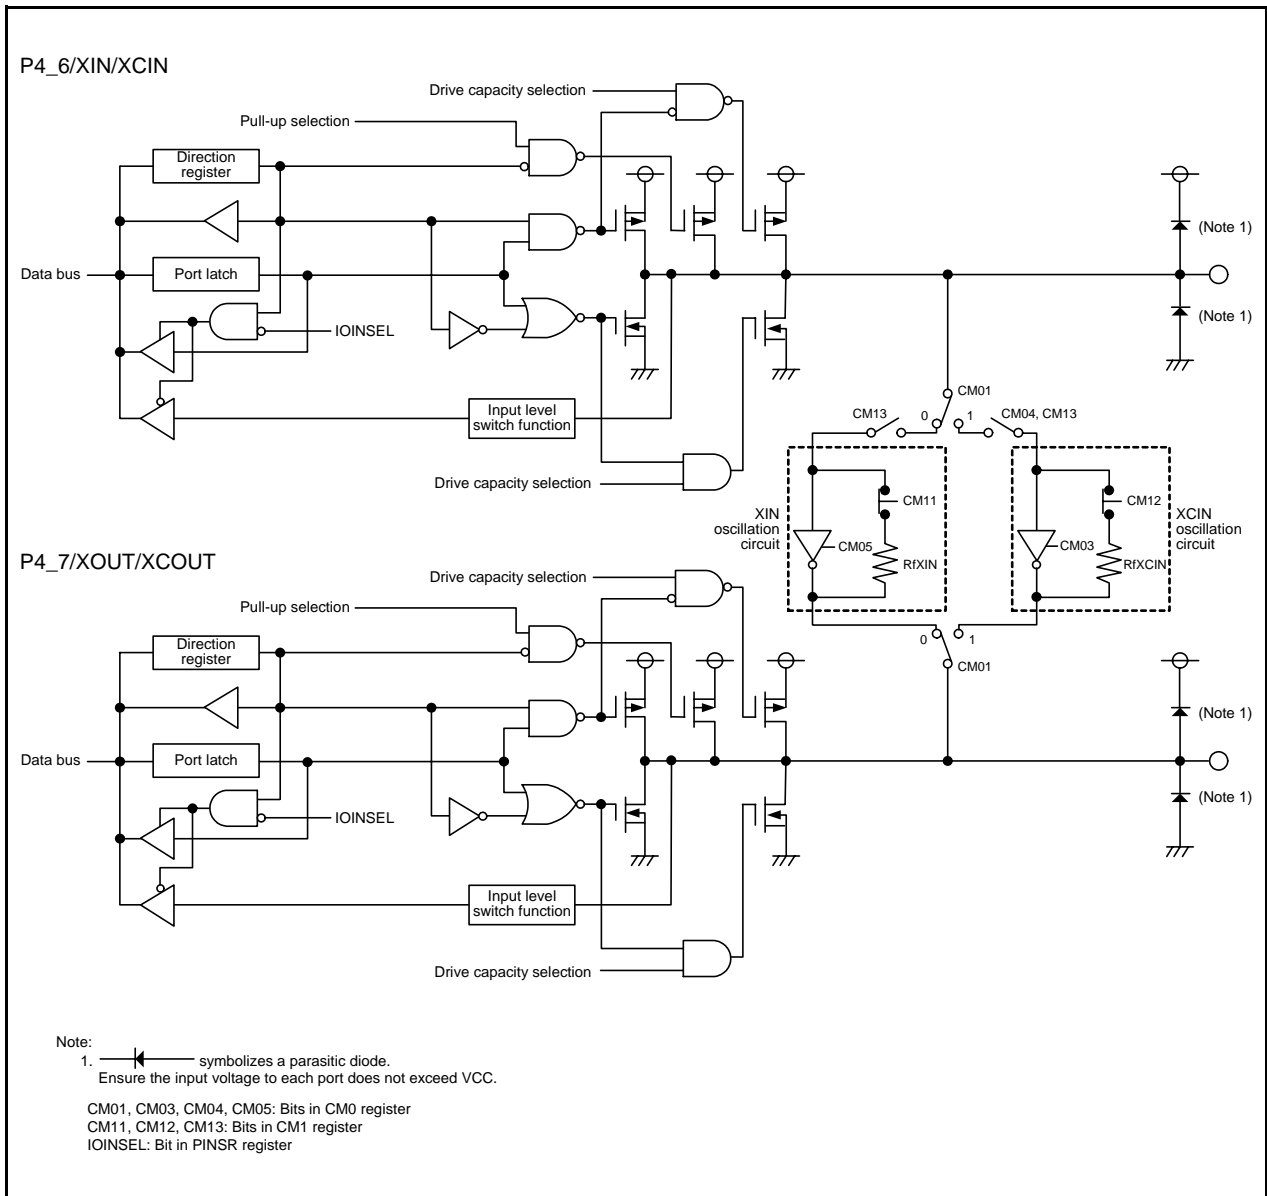 P4_6/XIN/XCIN
Drive capacity selection
Pull-up selection
Direction
register
(Note 1)
Data bus
Port latch
IOINSEL
(Note 1)
Input level
switch function
Drive capacity selection
CM01
CM13
0
1
CM04, CM13
XIN
oscillation
circuit
CM11
CM05
RfXIN
CM12
CM03
RfXCIN
XCIN
oscillation
circuit
0
1
CM01
P4_7/XOUT/XCOUT
Drive capacity selection
Pull-up selection
Direction
register
(Note 1)
Data bus
Port latch
IOINSEL
(Note 1)
Input level
switch function
Drive capacity selection
Note:
1. symbolizes a parasitic diode.
Ensure the input voltage to each port does not exceed VCC.
CM01, CM03, CM04, CM05: Bits in CM0 register
CM11, CM12, CM13: Bits in CM1 register
IOINSEL: Bit in PINSR register